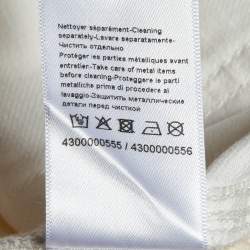 Nettoyer séparément-Cleaning
separately-Lavare separatamente-
Чистить отдельно
Protéger les parties métalliques avant
entretien-Take care of metal items
before cleaning-Proteggere le parti
metalliche prima di procedere al
lavaggio-Защитить металлические
детали перед чисткой
4300000555 / 4300000556